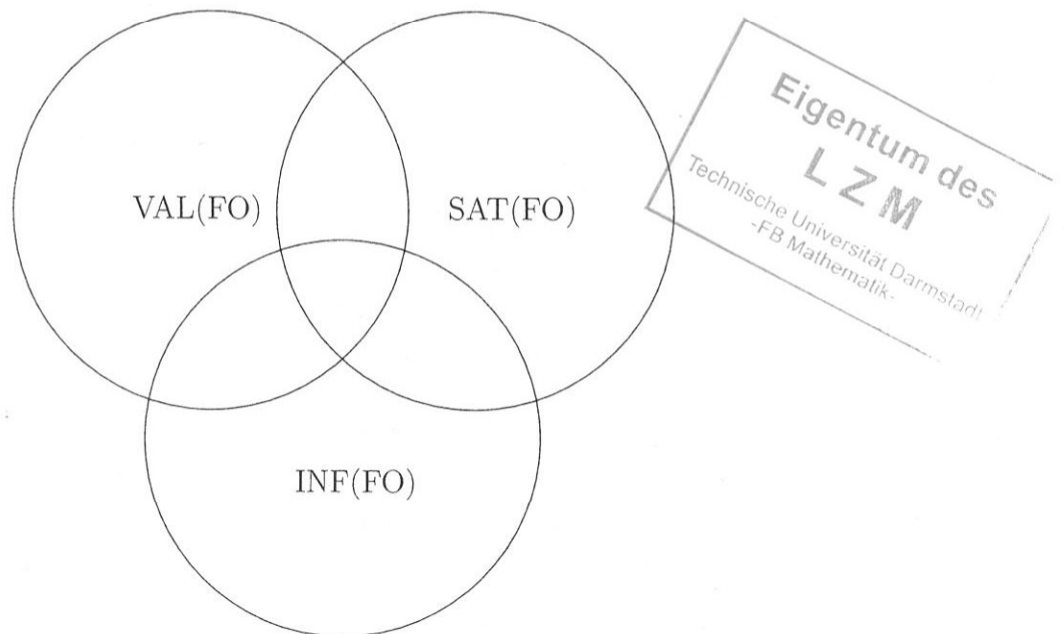 VAL(FO)
SAT(FO)
INF(FO)
Eigentum des
LZM
Technische Universität Darmstadt
-FB Mathematik-